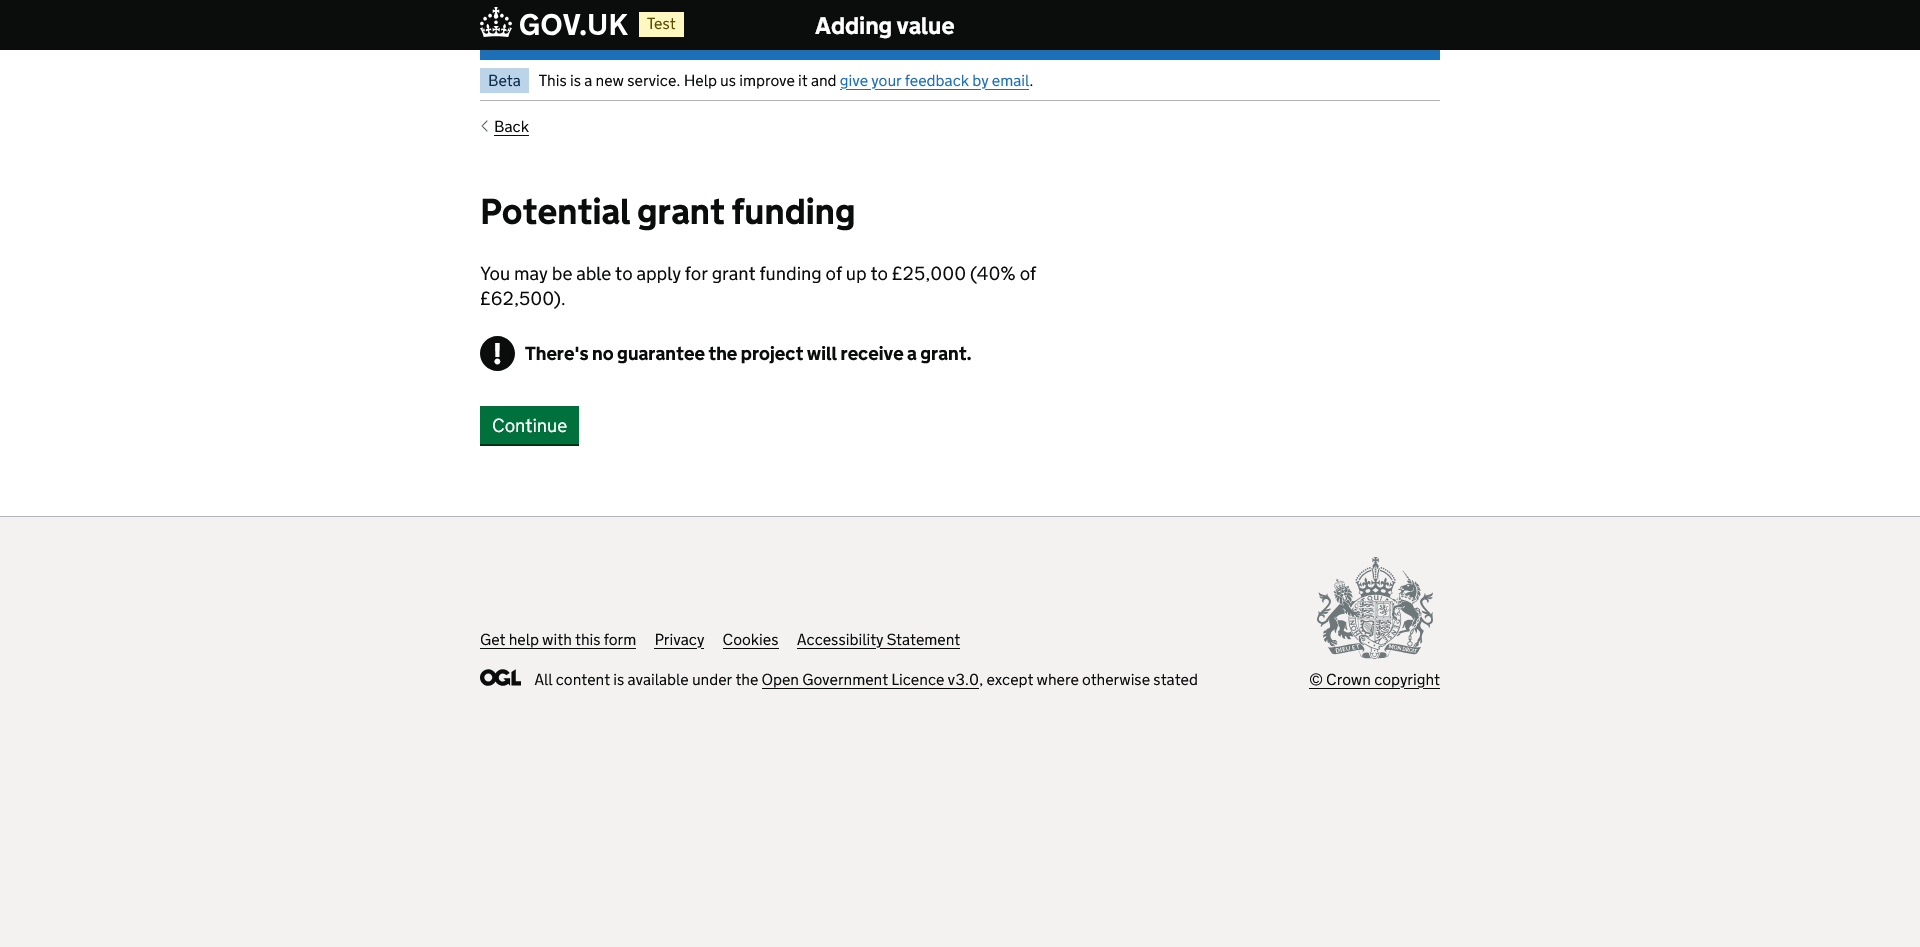 GOV.UK Test Adding value
Beta This is a new service. Help us improve it and give your feedback by email.
Back
Potential grant funding
You may be able to apply for grant funding of up to £25,000 (40% of
£62,500).
! There's no guarantee the project will receive a grant.
Continue
Get help with this form Privacy Cookies Accessibility Statement
OGL All content is available under the Open Government Licence v3.0, except where otherwise stated
DIEU ET MON DROIT
© Crown copyright